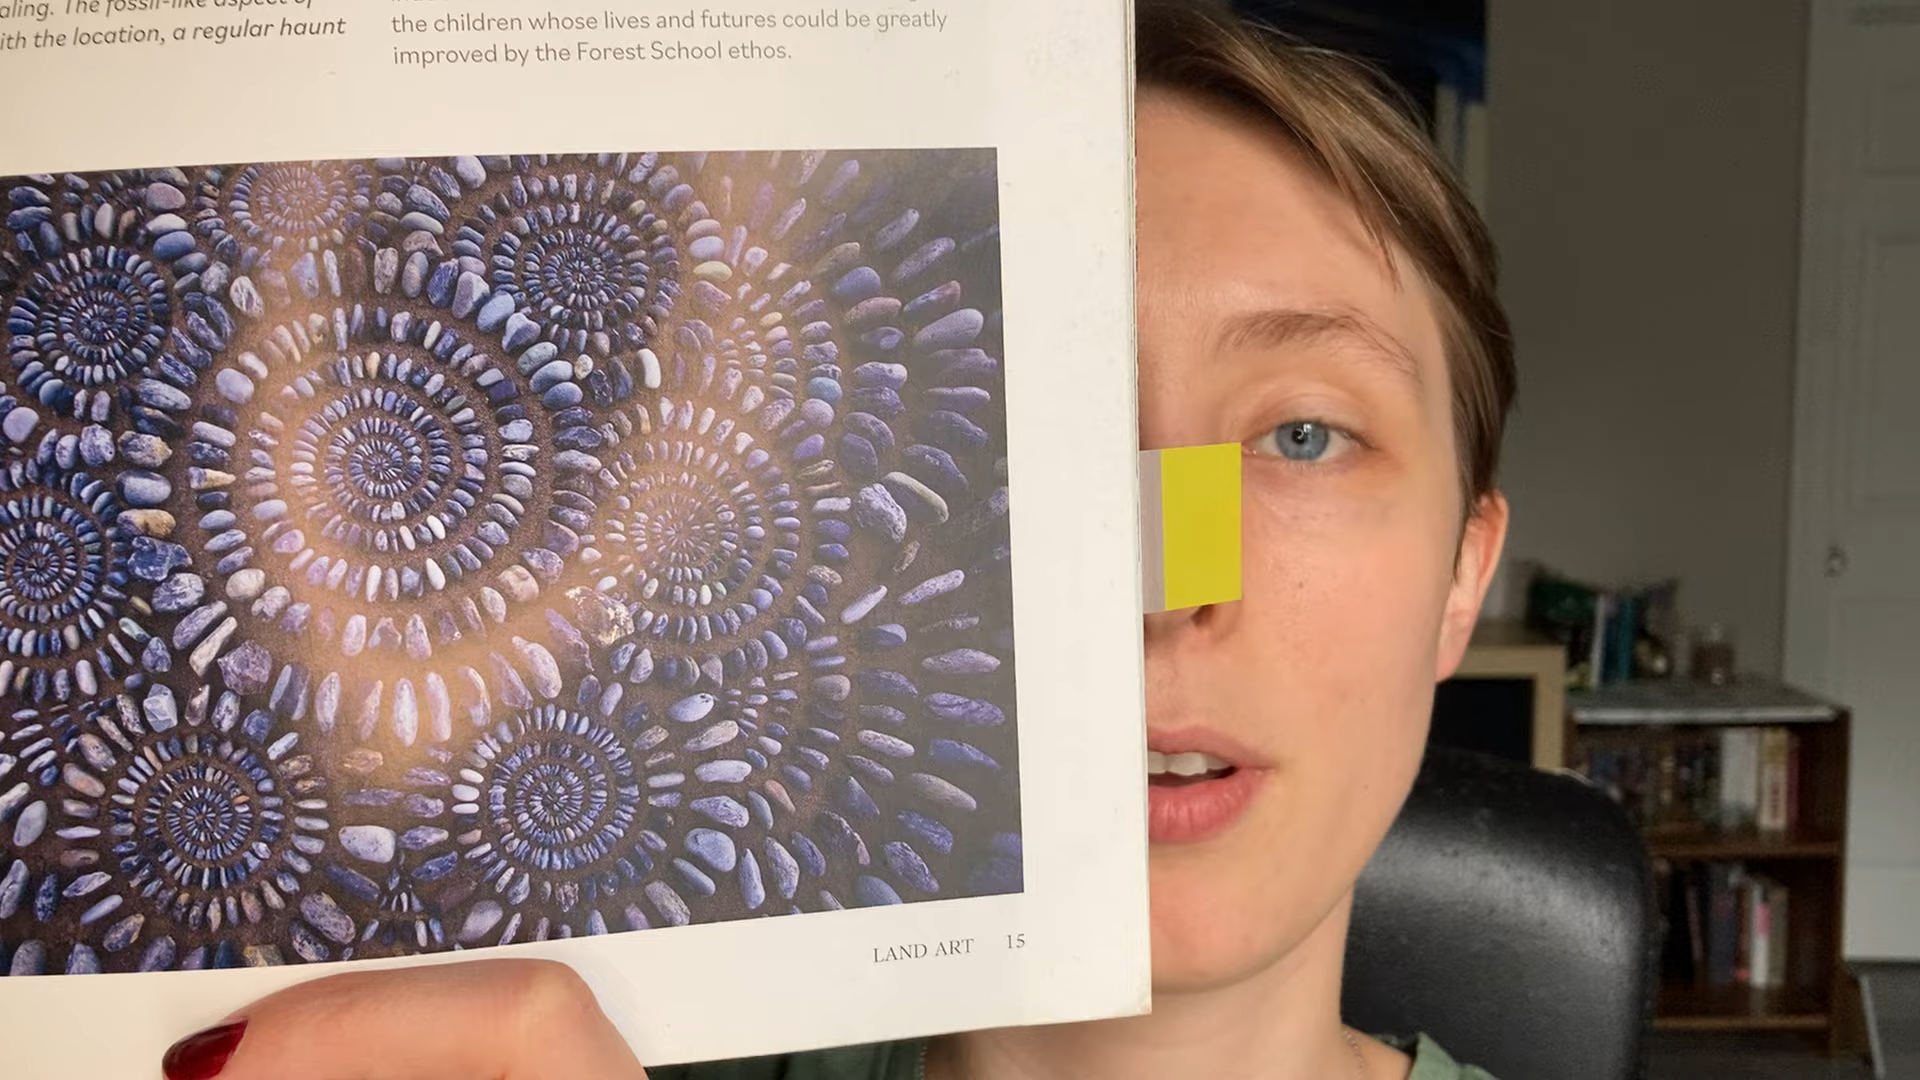 aling. The fossil-like aspect of
ith the location, a regular haunt
the children whose lives and futures could be greatly
improved by the Forest School ethos.
LAND ART 15